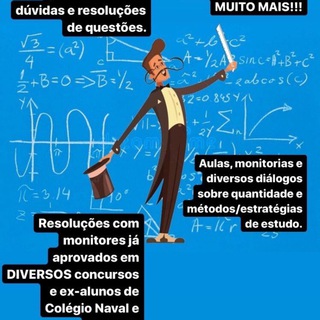 dúvidas e resoluções
de questões.
MUITO MAIS!!!
Aulas, monitorias e
diversos diálogos
sobre quantidade e
métodos/estratégias
de estudo.
Resoluções com
monitores já
aprovados em
DIVERSOS concursos
e ex-alunos de
Colégio Naval e